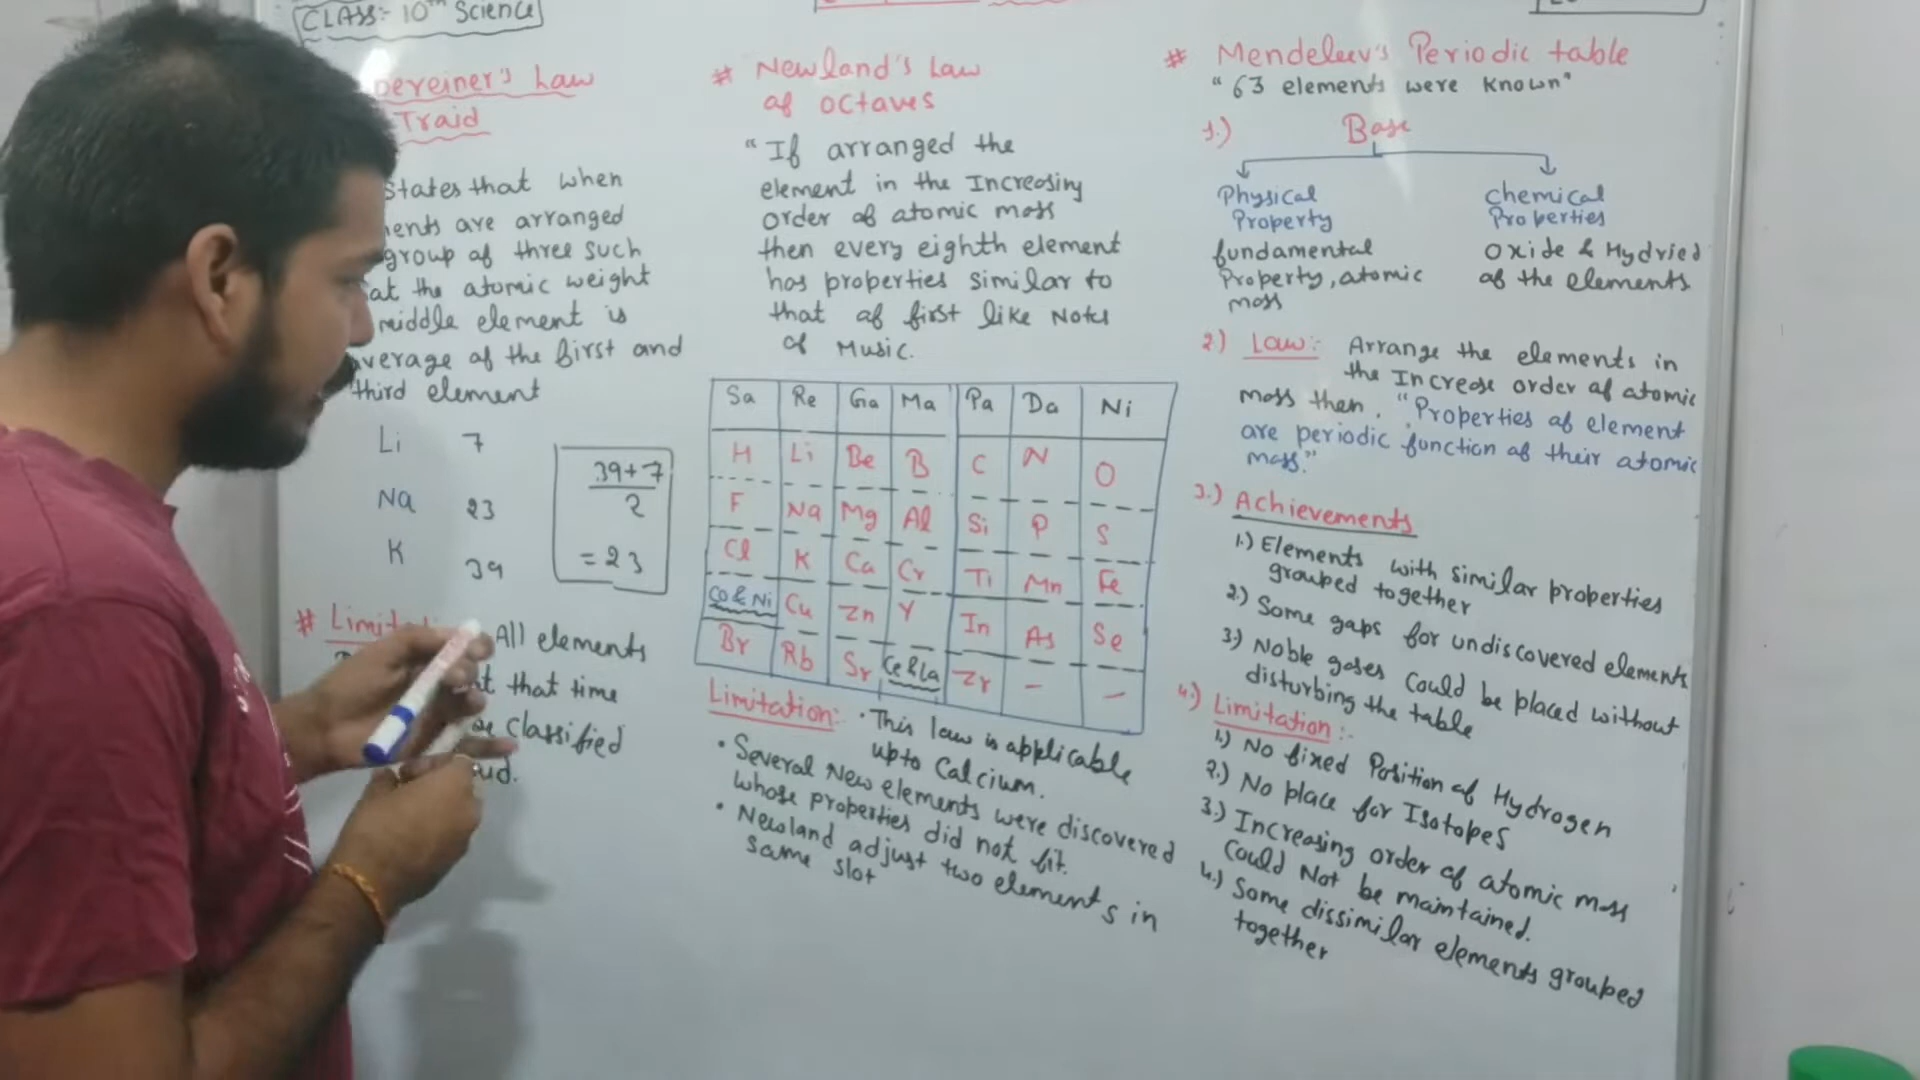 CLASS:- 10th Science
Dereiner's Law
Traid
States that when
ments are arranged
group of three such
at the atomic weight
middle element is
average of the first and
third element
Li 7
Na 23
K 39
39+7
2
= 23
# Limitat
All elements
at that time
be classified
# Newland's Law
of octaves
"If arranged the
element in the Increasing
order of atomic mass
then every eighth element
has properties similar to
that of first like Notes
of Music.
Sa Re Ga Ma Pa Da Ni
H Li Be B C N O
F Na Mg Al Si P S
Cl K Ca Cr Ti Mn Fe
Co & Ni Cu Zn Y In As Se
Br Rb Sr Ce & La Zr - -
Limitation:- • This law is applicable
upto Calcium.
• Several New elements were discovered
whose properties did not fit.
• Newland adjust two elements in
same slot
# Mendeleev's Periodic table
"63 elements were known"
1.) Base
Physical
Property
fundamental
Property, atomic
mass
Chemical
Properties
Oxide & Hydried
of the elements
2) Law:- Arrange the elements in
the Increase order of atomic
mass then. "Properties of element
are periodic function of their atomic
mass."
3.) Achievements
1.) Elements with similar properties
grouped together
2.) Some gaps for undiscovered elements
3.) Noble gases could be placed without
disturbing the table
4.) Limitation:-
1.) No fixed Position of Hydrogen
2.) No place for Isotopes
3.) Increasing order of atomic mass
Could Not be maintained.
4.) Some dissimilar elements grouped
together